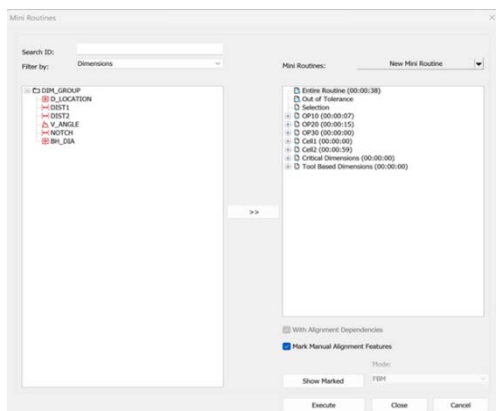 Mini Routines
Search ID:
Filter by: Dimensions
Mini Routines: New Mini Routine
DIM_GROUP
D_LOCATION
DIST1
DIST2
V_ANGLE
NOTCH
BH_DIA
>>
Entire Routine (00:00:38)
Out of Tolerance
Selection
OP10 (00:00:07)
OP20 (00:00:15)
OP30 (00:00:00)
Cell1 (00:00:00)
Cell2 (00:00:59)
Critical Dimensions (00:00:00)
Tool Based Dimensions (00:00:00)
With Alignment Dependencies
Mark Manual Alignment Features
Mode:
Show Marked FBM
Execute Close Cancel